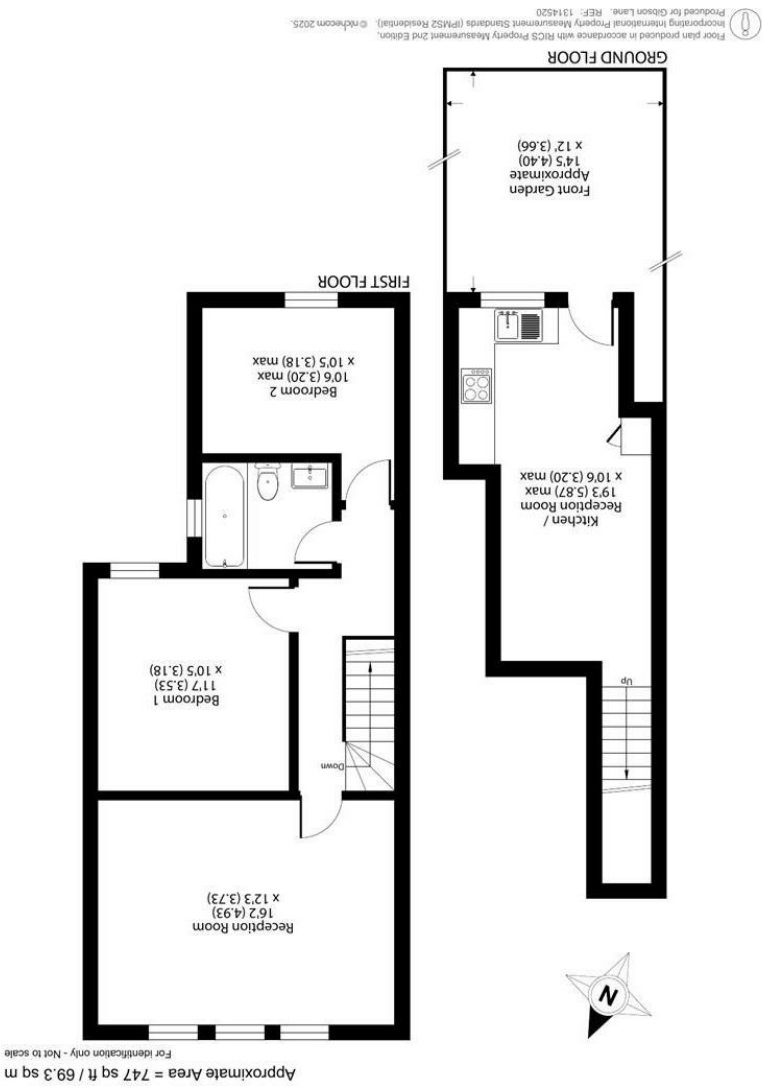 Approximate Area = 747 sq ft / 69.3 sq m
For identification only - Not to scale
N
Reception Room
16'2 (4.93)
x 12'3 (3.73)
Down
Bedroom 1
11'7 (3.53)
x 10'5 (3.18)
Bedroom 2
10'6 (3.20) max
x 10'5 (3.18) max
FIRST FLOOR
Up
Kitchen /
Reception Room
19'3 (5.87) max
x 10'6 (3.20) max
Front Garden
Approximate
14'5 (4.40)
x 12' (3.66)
GROUND FLOOR
Floor plan produced in accordance with RICS Property Measurement 2nd Edition,
Incorporating International Property Measurement Standards (IPMS2 Residential). ©nichecom 2025.
Produced for Gibson Lane. REF: 1314520